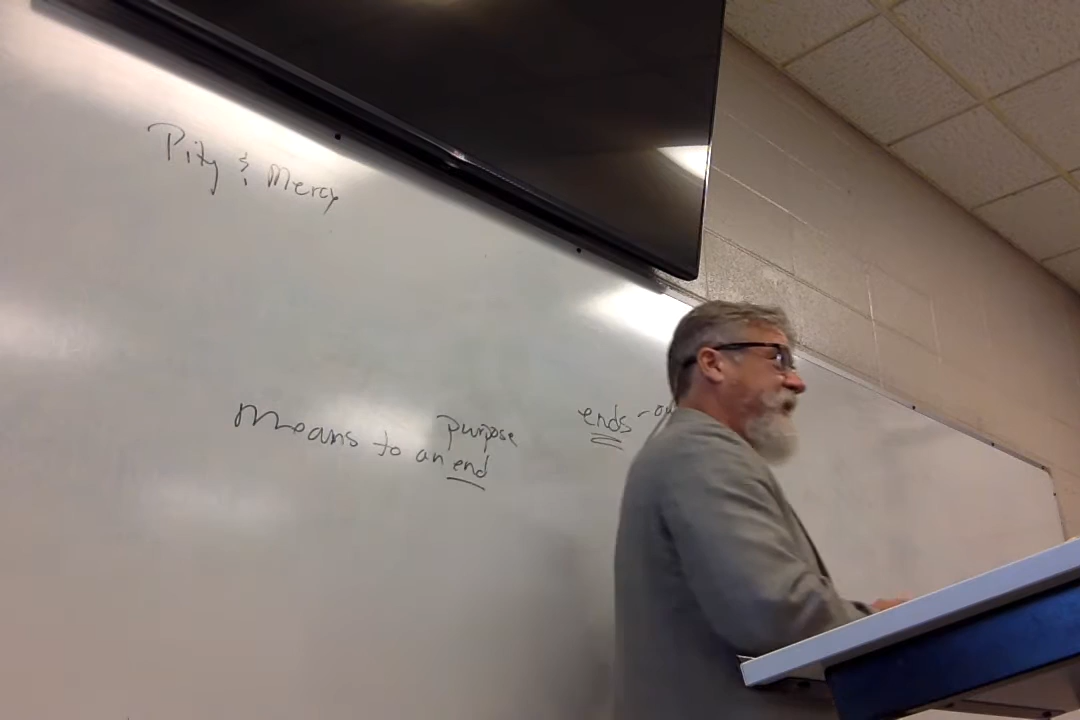 Pity & Mercy
purpose
means to an end
ends -